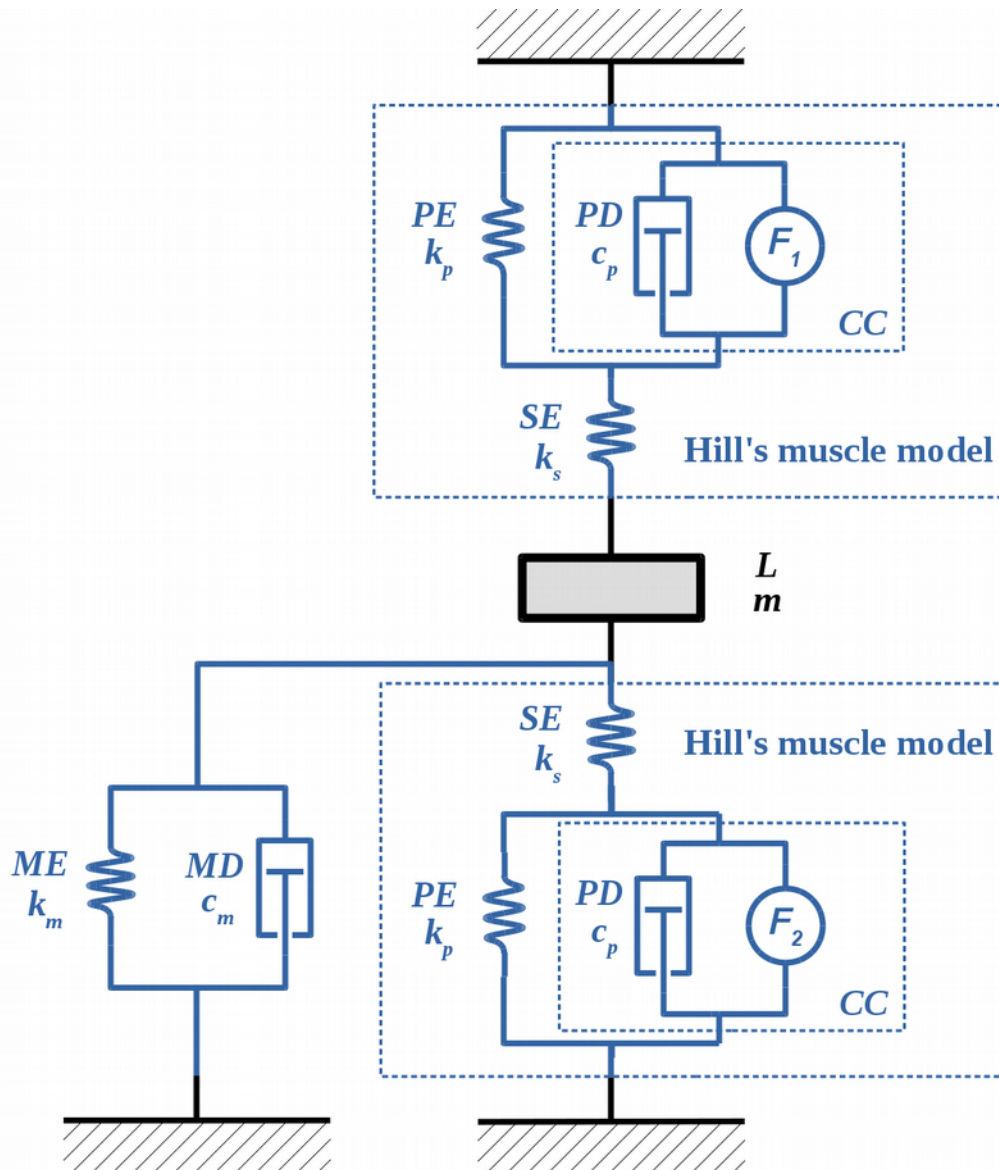 PE
k_p
PD
c_p
F_1
CC
SE
k_s
Hill's muscle model
L
m
SE
k_s
Hill's muscle model
ME
k_m
MD
c_m
PE
k_p
PD
c_p
F_2
CC